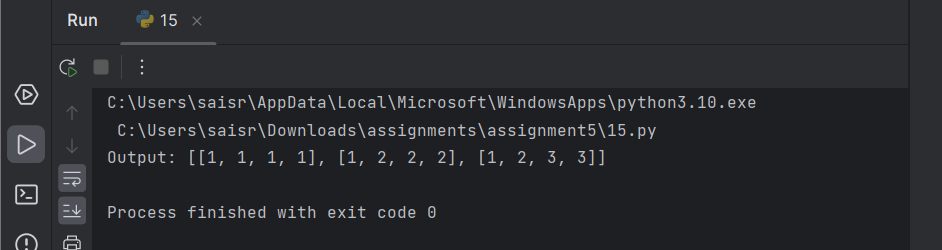 Run 15
C:\Users\saisr\AppData\Local\Microsoft\WindowsApps\python3.10.exe
C:\Users\saisr\Downloads\assignments\assignment5\15.py
Output: [[1, 1, 1, 1], [1, 2, 2, 2], [1, 2, 3, 3]]
Process finished with exit code 0